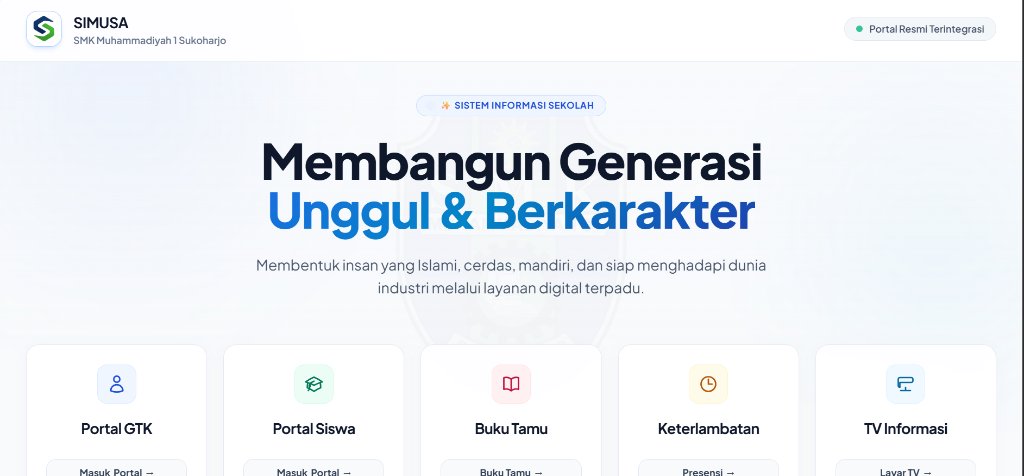 SIMUSA
SMK Muhammadiyah 1 Sukoharjo
Portal Resmi Terintegrasi
✨ SISTEM INFORMASI SEKOLAH
Membangun Generasi
Unggul & Berkarakter
Membentuk insan yang Islami, cerdas, mandiri, dan siap menghadapi dunia
industri melalui layanan digital terpadu.
Portal GTK
Portal Siswa
Buku Tamu
Keterlambatan
TV Informasi
Masuk Portal →
Masuk Portal →
Buku Tamu →
Presensi →
Layar TV →